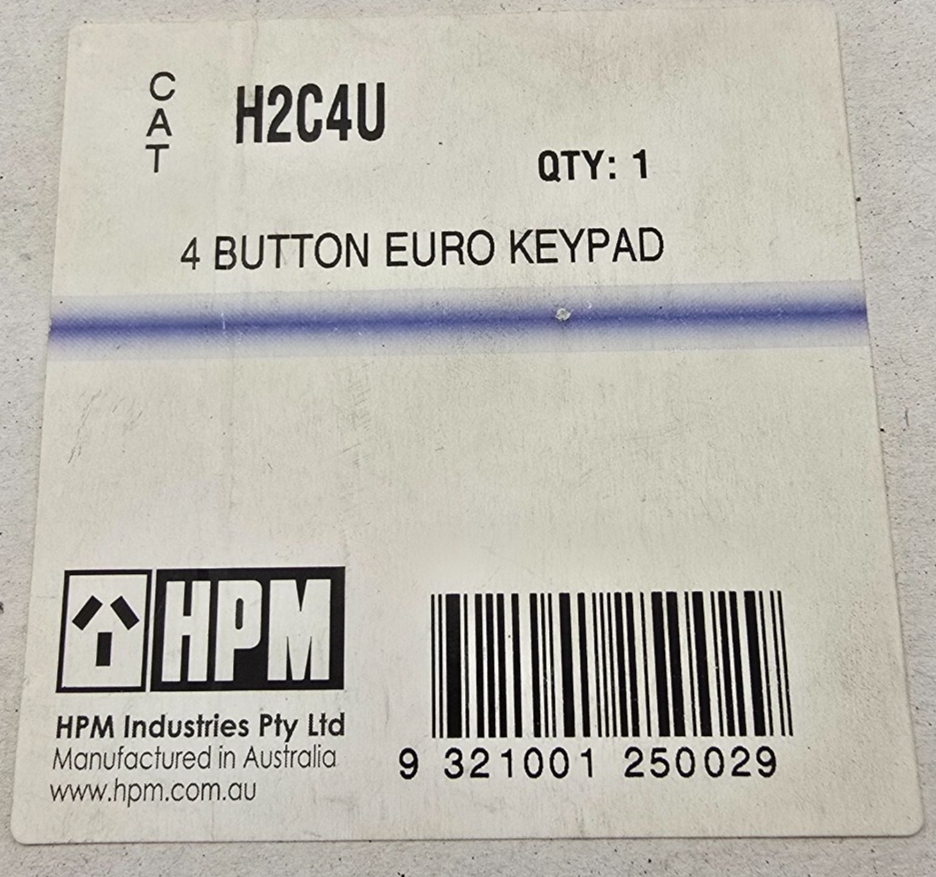 CAT H2C4U
QTY: 1
4 BUTTON EURO KEYPAD
HPM
HPM Industries Pty Ltd
Manufactured in Australia
www.hpm.com.au
9 321001 250029